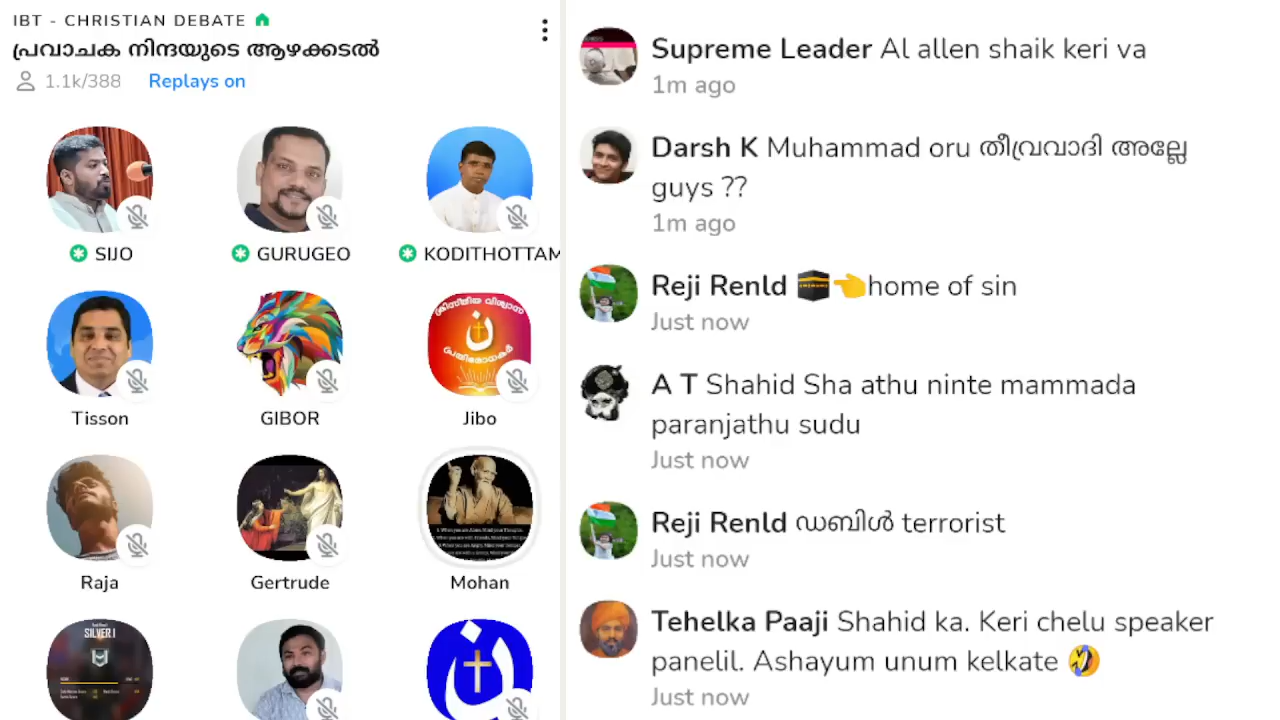 IBT - CHRISTIAN DEBATE
പ്രവാചക നിന്ദയുടെ ആഴക്കടൽ
1.1k/388 Replays on
SIJO
GURUGEO
KODITHOTTAM
ക്രിസ്തീയ വിശ്വാസ
പ്രതിരോധകർ
Tisson
GIBOR
Jibo
Raja
Gertrude
Mohan
SILVER I
Supreme Leader Al allen shaik keri va
1m ago
Darsh K Muhammad oru തീവ്രവാദി അല്ലേ
guys ??
1m ago
Reji Renld 🕋👈home of sin
Just now
A T Shahid Sha athu ninte mammada
paranjathu sudu
Just now
Reji Renld ഡബിൾ terrorist
Just now
Tehelka Paaji Shahid ka. Keri chelu speaker
panelil. Ashayum unum kelkate 🤣
Just now